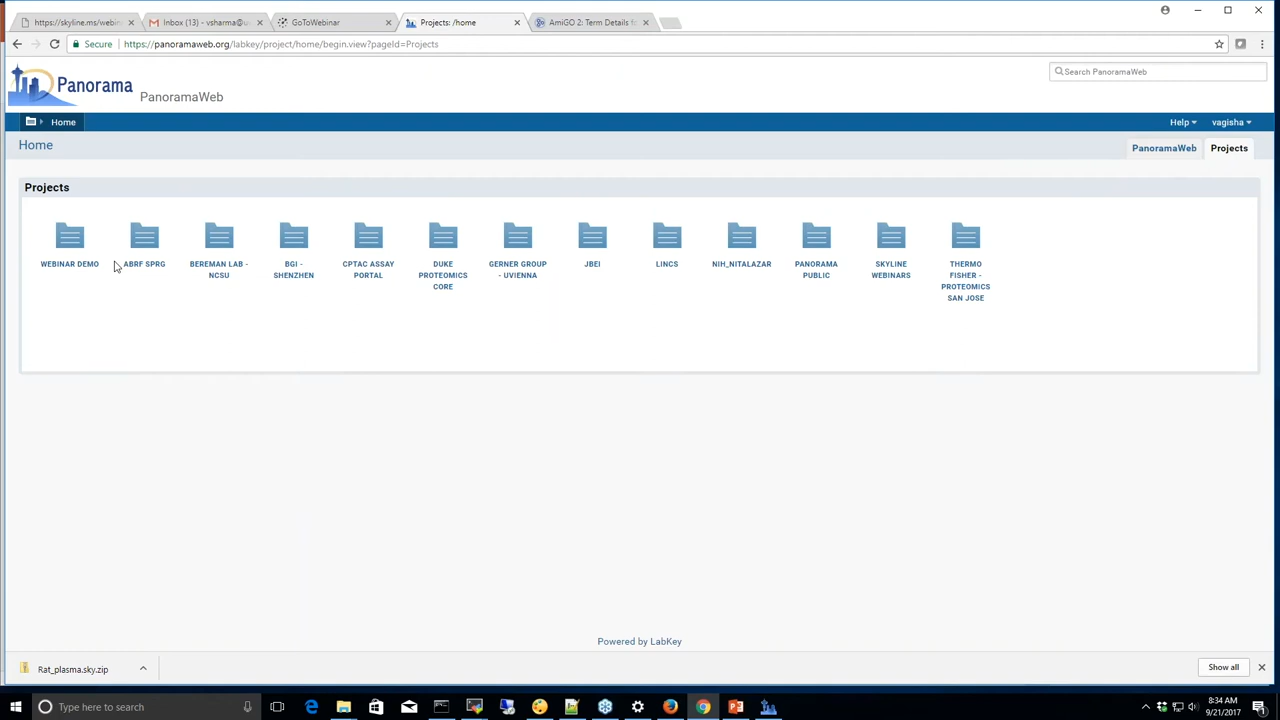 https://skyline.ms/webin
Inbox (13) - vsharma@u
GoToWebinar
Projects: /home
AmiGO 2: Term Details fo
Secure
https://panoramaweb.org/labkey/project/home/begin.view?pageId=Projects
Panorama
PanoramaWeb
Search PanoramaWeb
Home
Help
vagisha
Home
PanoramaWeb
Projects
Projects
WEBINAR DEMO
ABRF SPRG
BEREMAN LAB -
NCSU
BGI -
SHENZHEN
CPTAC ASSAY
PORTAL
DUKE
PROTEOMICS
CORE
GERNER GROUP
- UVIENNA
JBEI
LINCS
NIH_NITALAZAR
PANORAMA
PUBLIC
SKYLINE
WEBINARS
THERMO
FISHER -
PROTEOMICS
SAN JOSE
Powered by LabKey
Rat_plasma.sky.zip
Show all
Type here to search
8:34 AM
9/21/2017